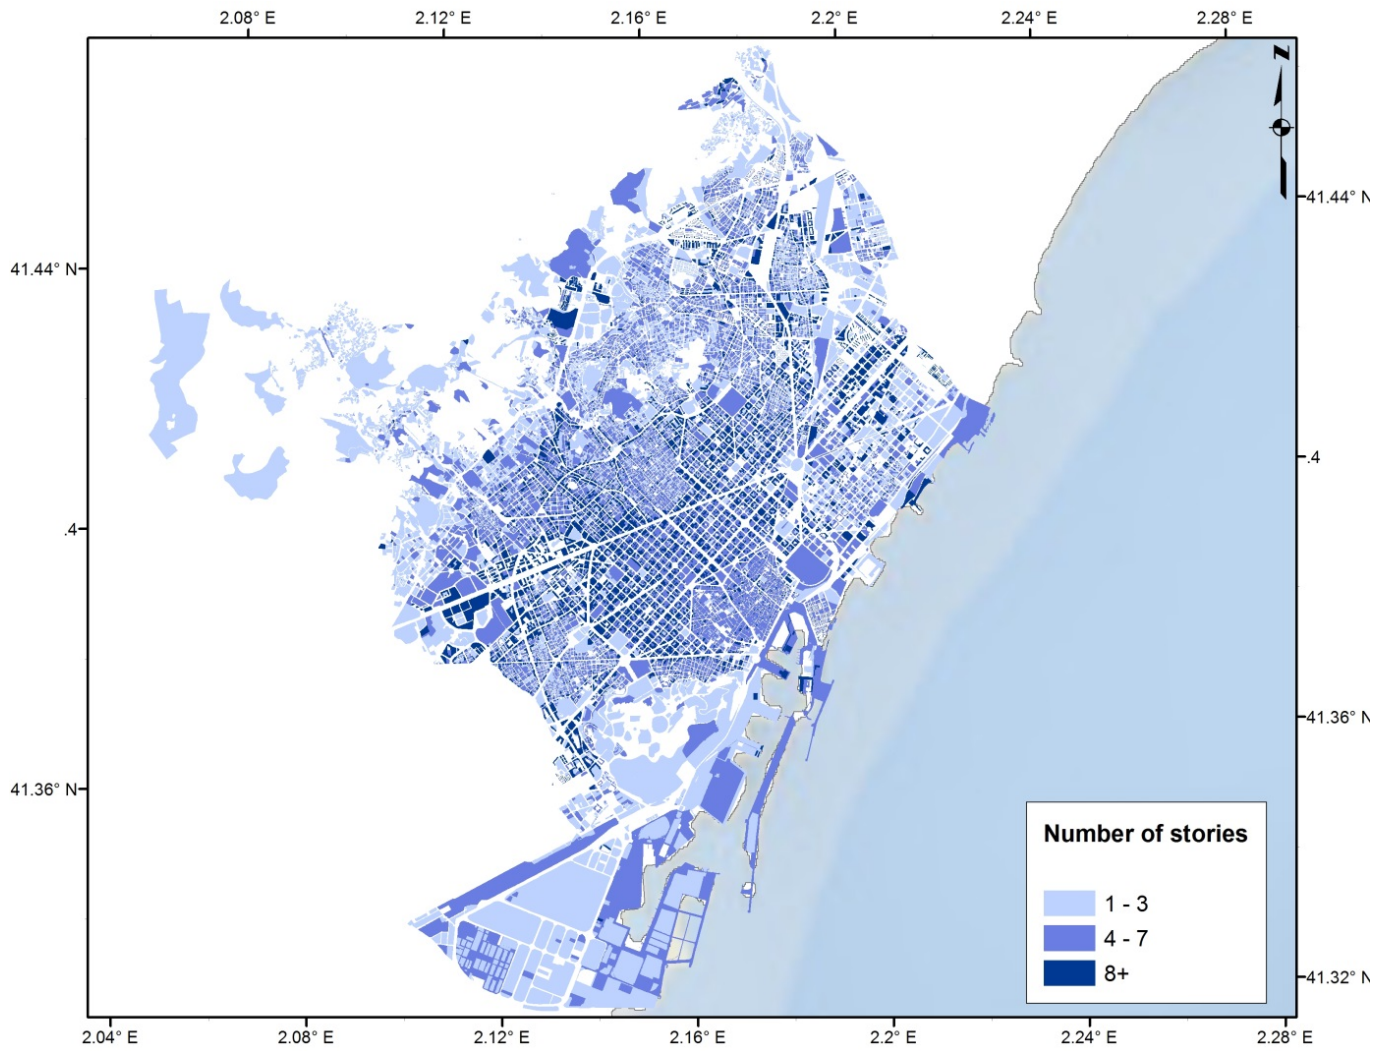 2.08° E 2.12° E 2.16° E 2.2° E 2.24° E 2.28° E
N
41.44° N
41.44° N
.4
.4
41.36° N
41.36° N
Number of stories
1 - 3
4 - 7
8+
41.32° N
2.04° E 2.08° E 2.12° E 2.16° E 2.2° E 2.24° E 2.28° E